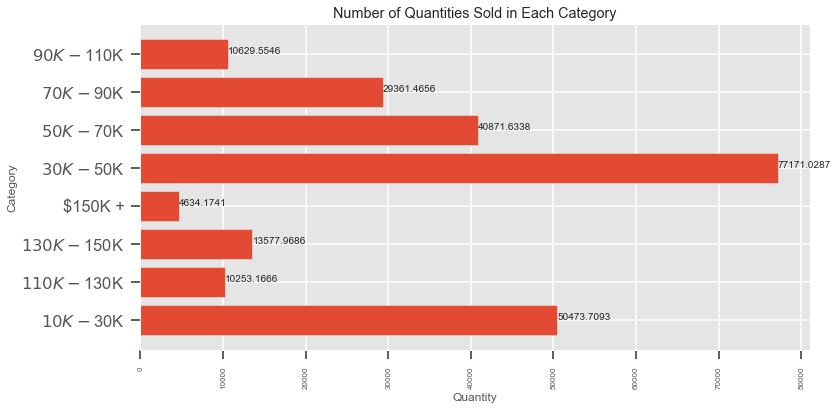 Number of Quantities Sold in Each Category
90K − 110K
10629.5546
70K − 90K
29361.4656
50K − 70K
40871.6338
30K − 50K
77171.0287
$150K +
4634.1741
130K − 150K
13577.9686
110K − 130K
10253.1666
10K − 30K
50473.7093
Category
0
10000
20000
30000
40000
50000
60000
70000
80000
Quantity